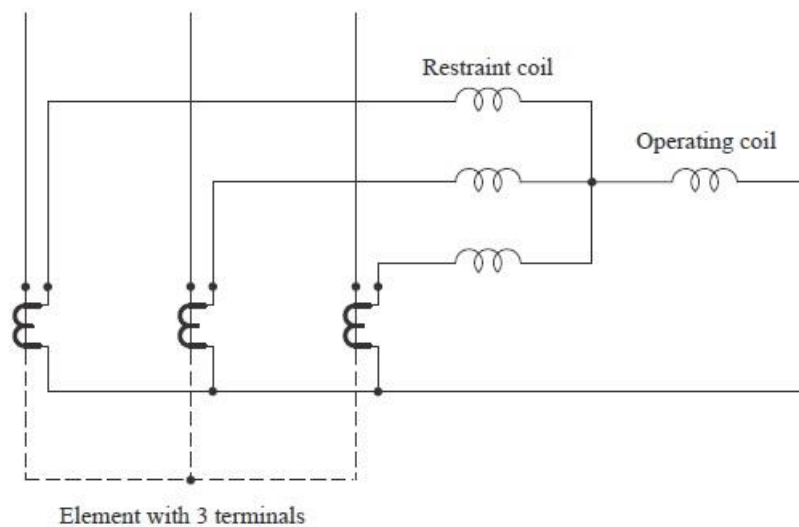 Restraint coil
Operating coil
Element with 3 terminals